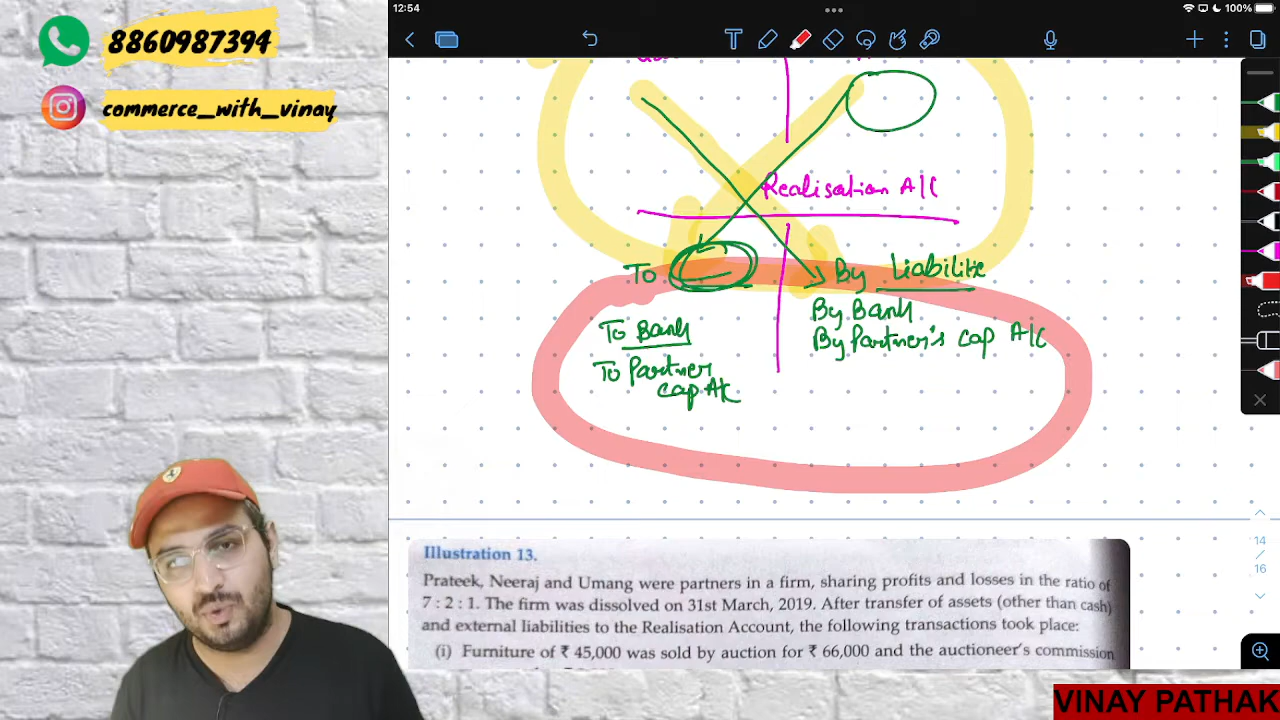 12:54
100%
8860987394
commerce_with_vinay
T
Realisation A/C
To
By Liabilitie
To Bank
To Partner
cap A/c
By Bank
By Partner's cap A/C
14
/
16
Illustration 13.
Prateek, Neeraj and Umang were partners in a firm, sharing profits and losses in the ratio of
7 : 2 : 1. The firm was dissolved on 31st March, 2019. After transfer of assets (other than cash)
and external liabilities to the Realisation Account, the following transactions took place:
(i) Furniture of ₹ 45,000 was sold by auction for ₹ 66,000 and the auctioneer's commission
VINAY PATHAK